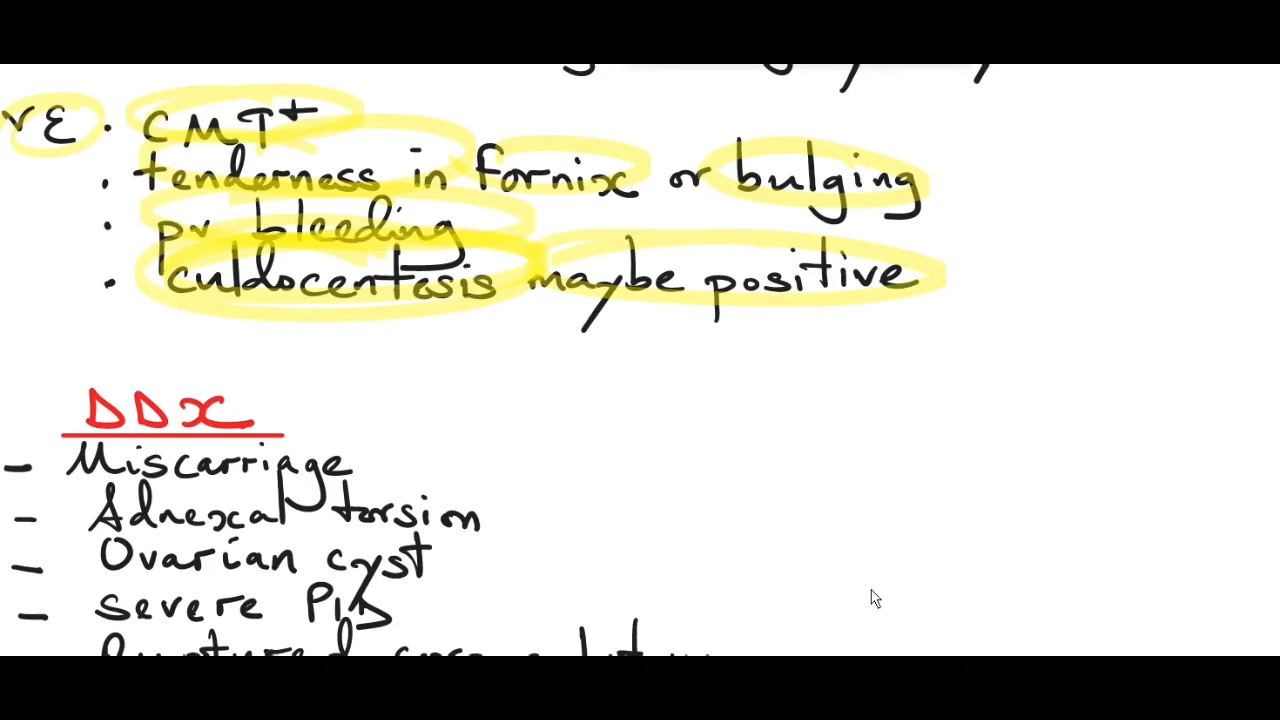 VE · CMT+
· tenderness in fornix or bulging
· pv bleeding
· culdocentesis maybe positive
DDx
- Miscarriage
- Adnexal torsion
- Ovarian cyst
- Severe PID
Ruptured